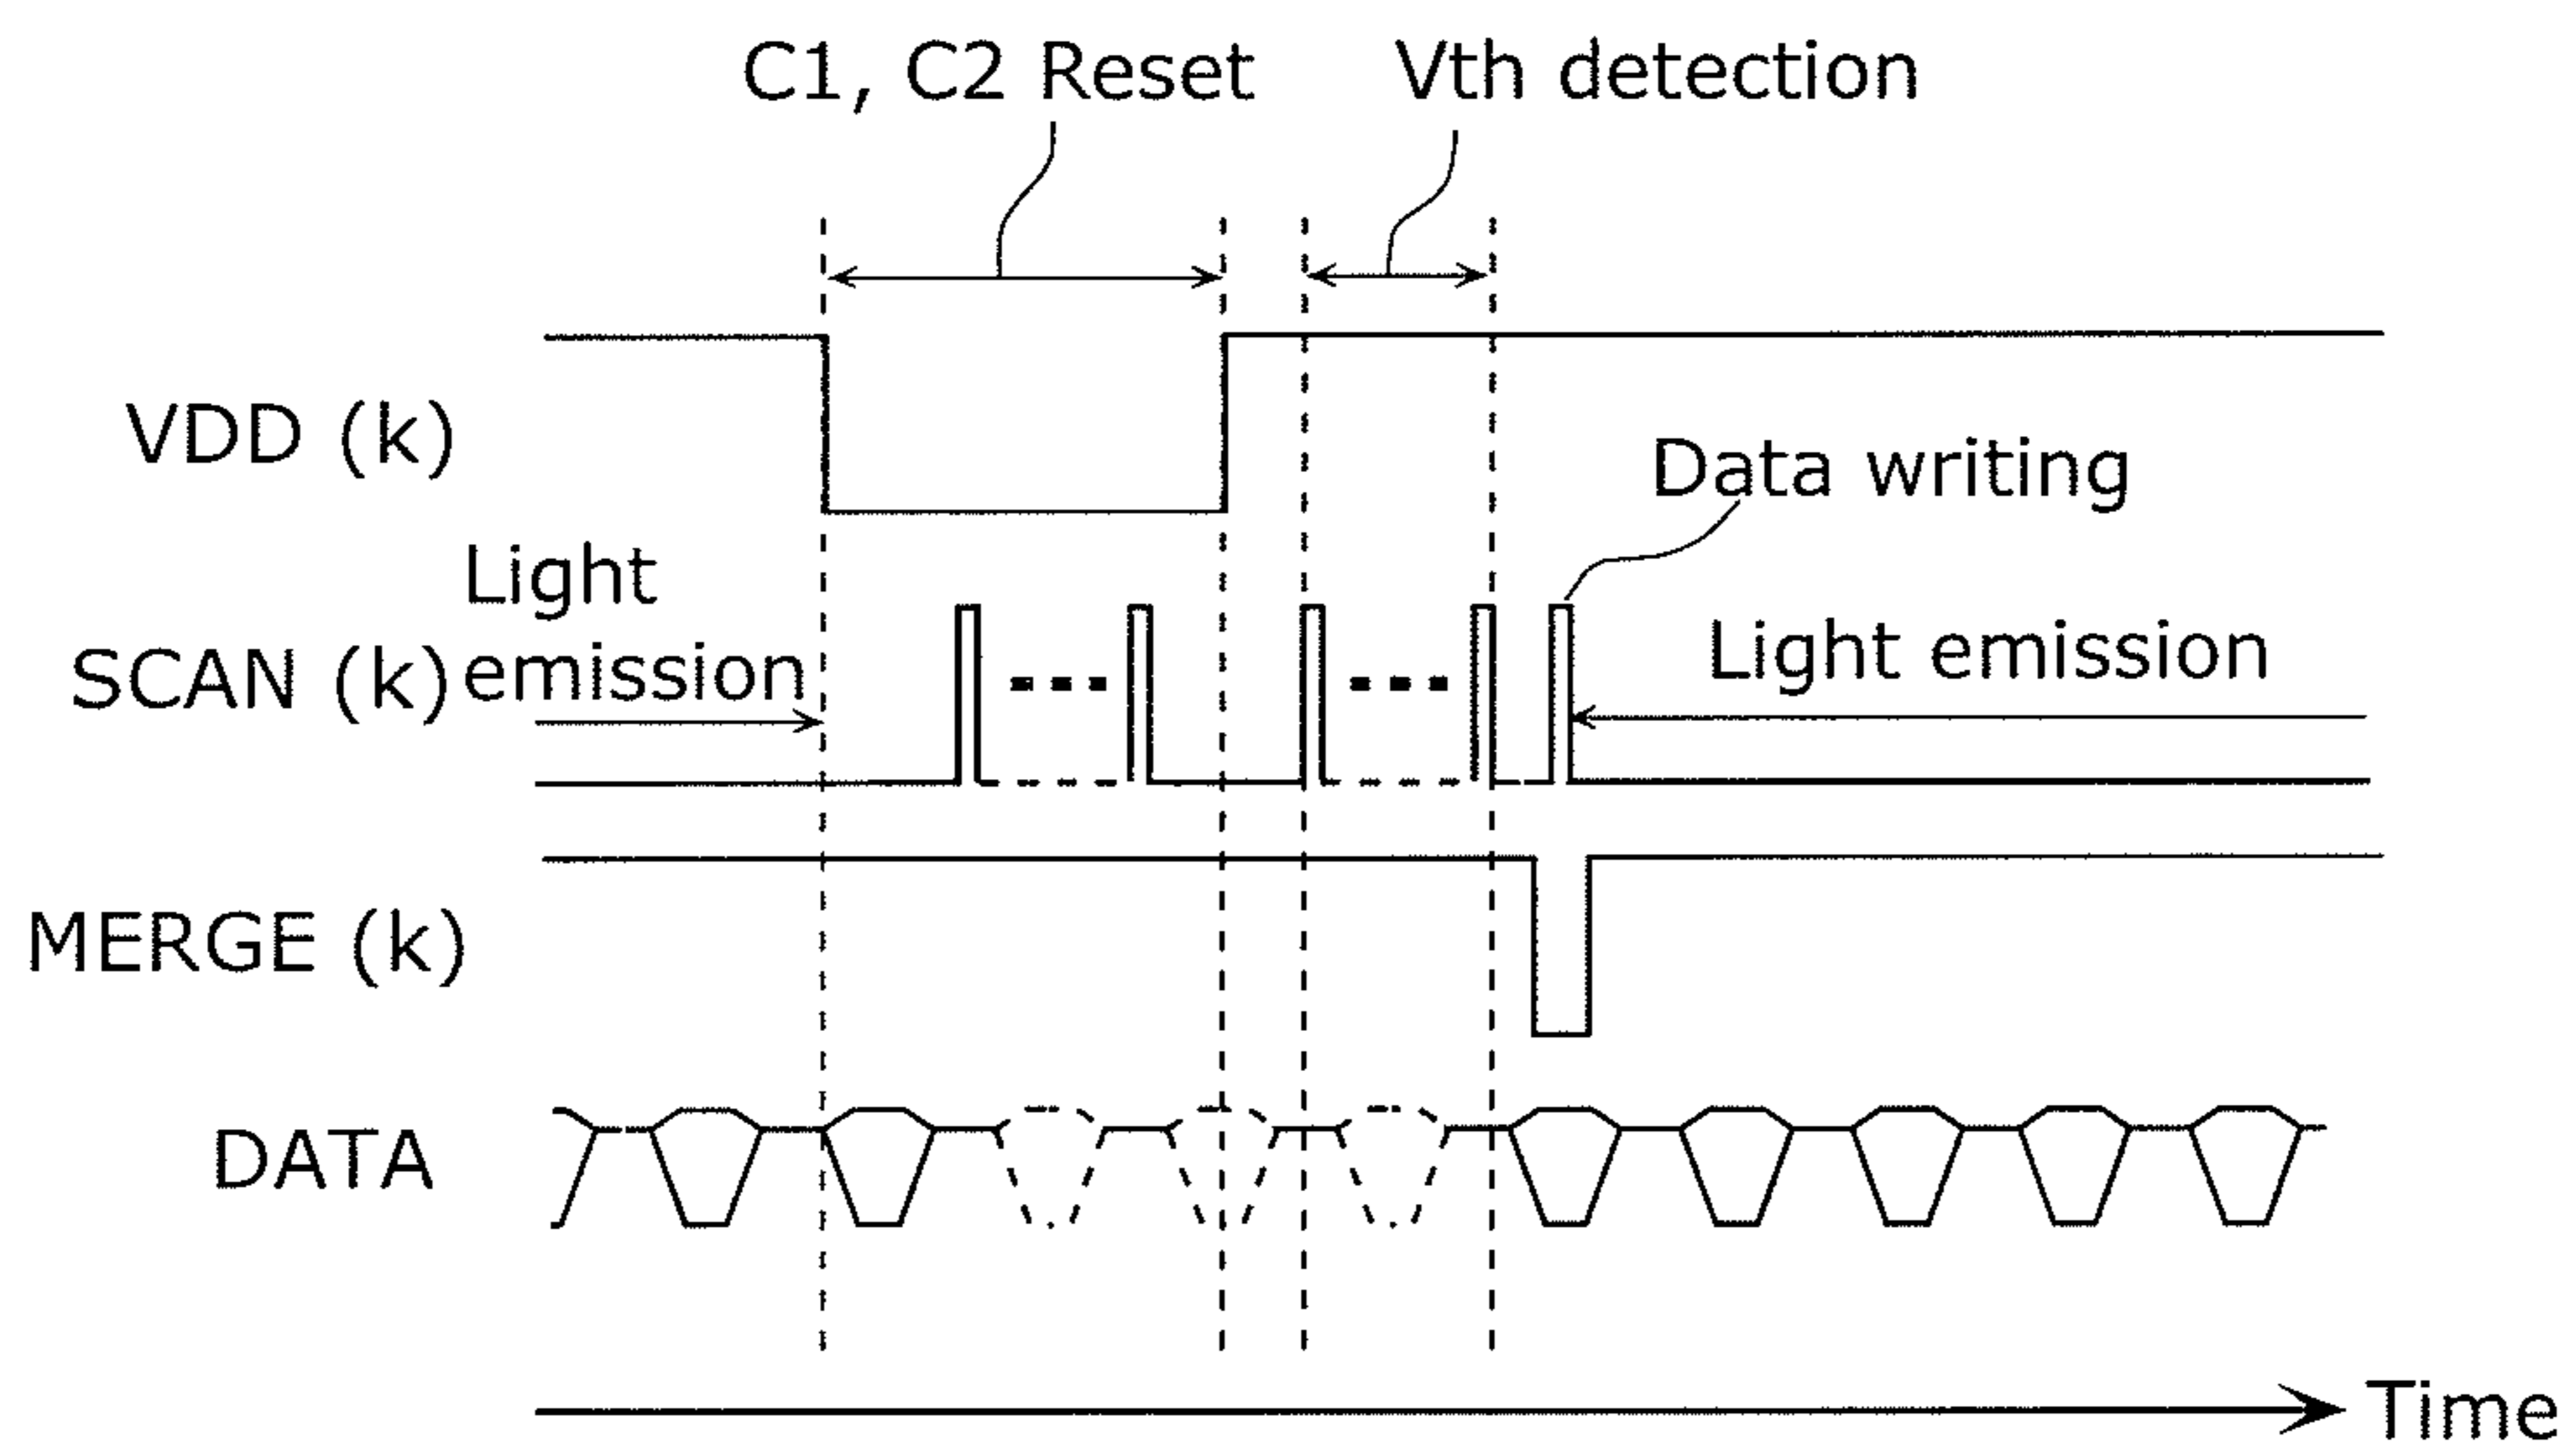 C1, C2 Reset
Vth detection
VDD (k)
Data writing
Light
emission
SCAN (k)
Light emission
MERGE (k)
DATA
Time